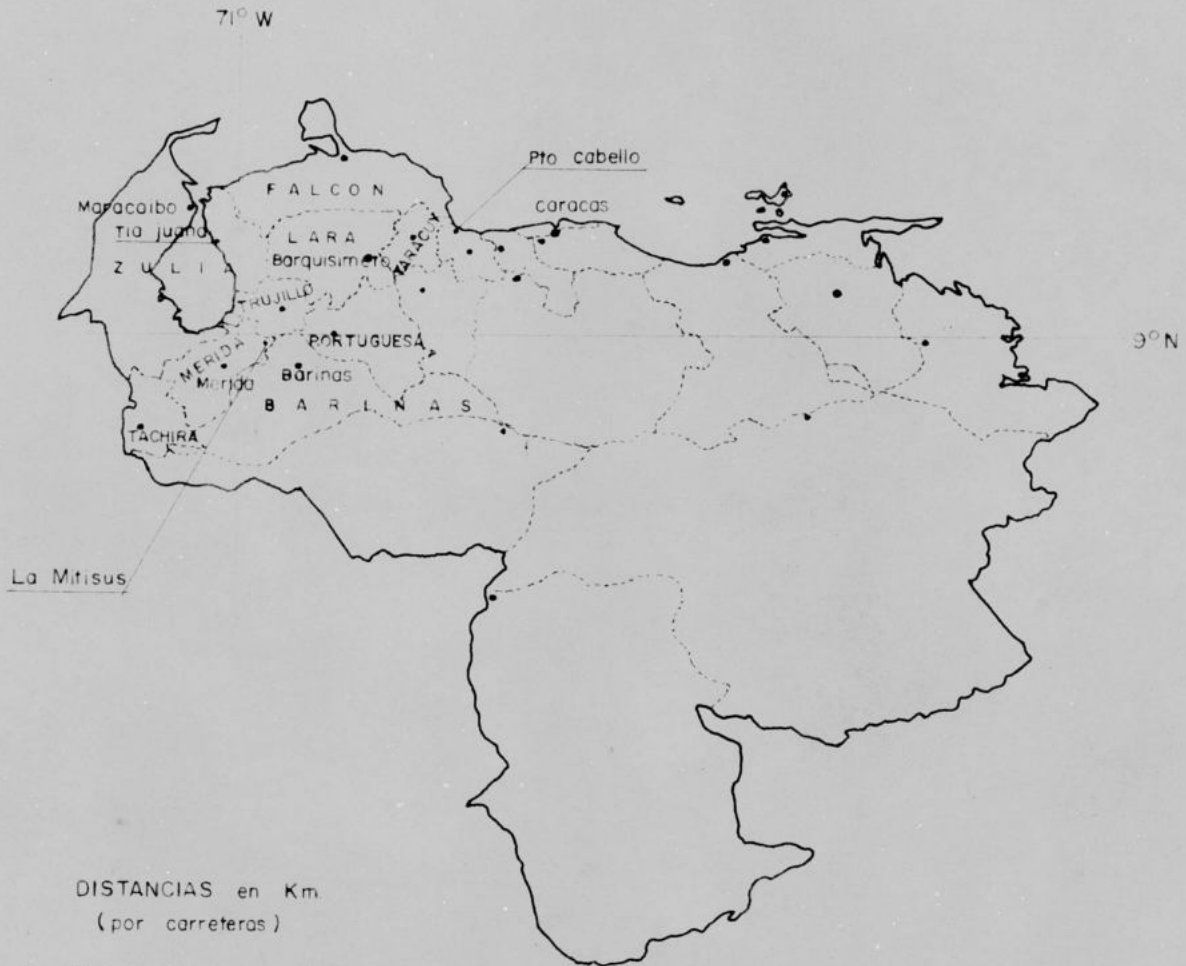 71° W
Pto cabello
FALCON
Maracaibo
caracas
Tia juana
LARA
YARACUY
ZULIA
Barquisimeto
TRUJILLO
PORTUGUESA
9° N
MERIDA
Merida
Barinas
BARINAS
TACHIRA
La Mitisus
DISTANCIAS en Km.
(por carreteras)